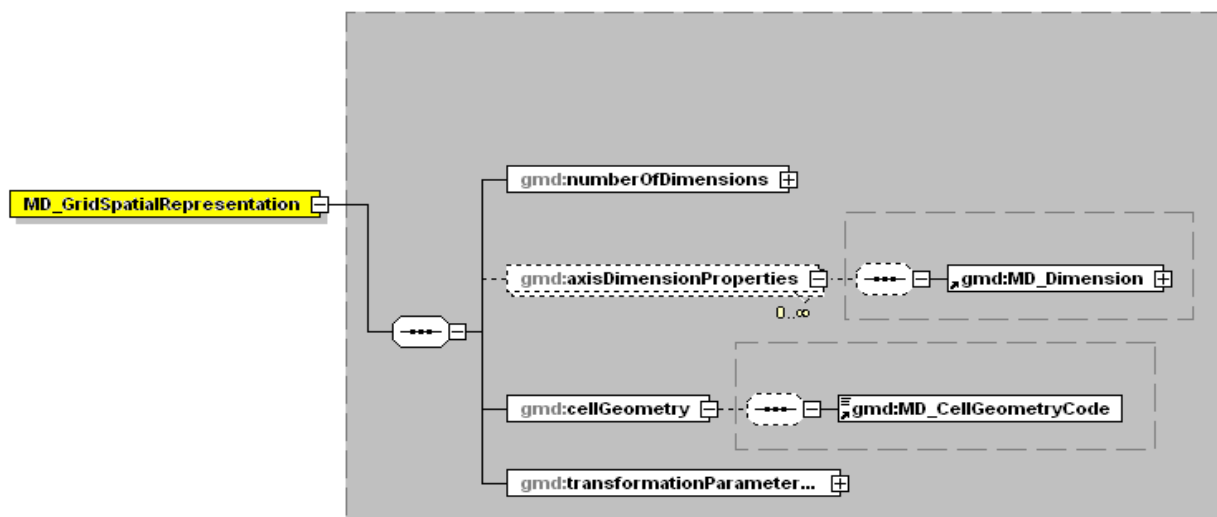 gmd:numberOfDimensions
MD_GridSpatialRepresentation
gmd:axisDimensionProperties
gmd:MD_Dimension
0..∞
gmd:cellGeometry
gmd:MD_CellGeometryCode
gmd:transformationParameter...